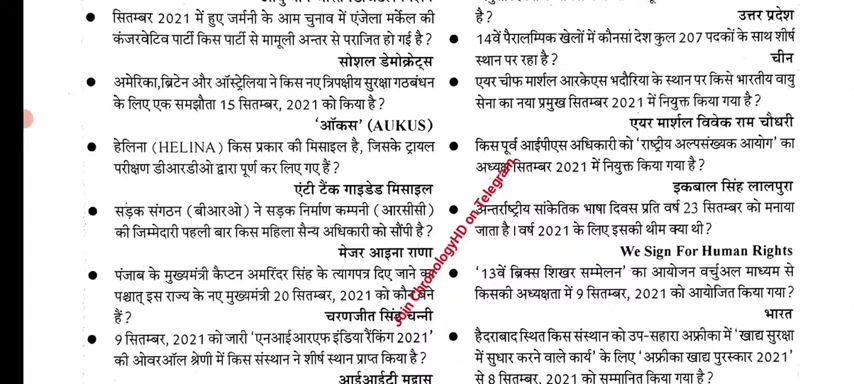 सितम्बर 2021 में हुए जर्मनी के आम चुनाव में एंजेला मर्केल की
कंजरवेटिव पार्टी किस पार्टी से मामूली अन्तर से पराजित हो गई है?
सोशल डेमोक्रेट्स
अमेरिका,ब्रिटेन और ऑस्ट्रेलिया ने किस नए त्रिपक्षीय सुरक्षा गठबंधन
के लिए एक समझौता 15 सितम्बर, 2021 को किया है?
‘ऑकस’ (AUKUS)
हेलिना (HELINA) किस प्रकार की मिसाइल है, जिसके ट्रायल
परीक्षण डीआरडीओ द्वारा पूर्ण कर लिए गए हैं?
एंटी टैंक गाइडेड मिसाइल
सड़क संगठन (बीआरओ) ने सड़क निर्माण कम्पनी (आरसीसी)
की जिम्मेदारी पहली बार किस महिला सैन्य अधिकारी को सौंपी है?
मेजर आइना राणा
पंजाब के मुख्यमंत्री कैप्टन अमरिंदर सिंह के त्यागपत्र दिए जाने के
पश्चात् इस राज्य के नए मुख्यमंत्री 20 सितम्बर, 2021 को कौन बने
हैं?
चरणजीत सिंह चन्नी
9 सितम्बर, 2021 को जारी ‘एनआईआरएफ इंडिया रैंकिंग 2021’
की ओवरऑल श्रेणी में किस संस्थान ने शीर्ष स्थान प्राप्त किया है?
आईआईटी मद्रास
है?
उत्तर प्रदेश
14वें पैरालम्पिक खेलों में कौनसां देश कुल 207 पदकों के साथ शीर्ष
स्थान पर रहा है?
चीन
एयर चीफ मार्शल आरकेएस भदौरिया के स्थान पर किसे भारतीय वायु
सेना का नया प्रमुख सितम्बर 2021 में नियुक्त किया गया है?
एयर मार्शल विवेक राम चौधरी
किस पूर्व आईपीएस अधिकारी को ‘राष्ट्रीय अल्पसंख्यक आयोग’ का
अध्यक्ष सितम्बर 2021 में नियुक्त किया गया है?
इकबाल सिंह लालपुरा
अन्तर्राष्ट्रीय सांकेतिक भाषा दिवस प्रति वर्ष 23 सितम्बर को मनाया
जाता है। वर्ष 2021 के लिए इसकी थीम क्या थी?
We Sign For Human Rights
‘13वें ब्रिक्स शिखर सम्मेलन’ का आयोजन वर्चुअल माध्यम से
किसकी अध्यक्षता में 9 सितम्बर, 2021 को आयोजित किया गया?
भारत
हैदराबाद स्थित किस संस्थान को उप-सहारा अफ्रीका में ‘खाद्य सुरक्षा
में सुधार करने वाले कार्य’ के लिए ‘अफ्रीका खाद्य पुरस्कार 2021’
से 8 सितम्बर, 2021 को सम्मानित किया गया है?
Join ChronologyHD on Telegram